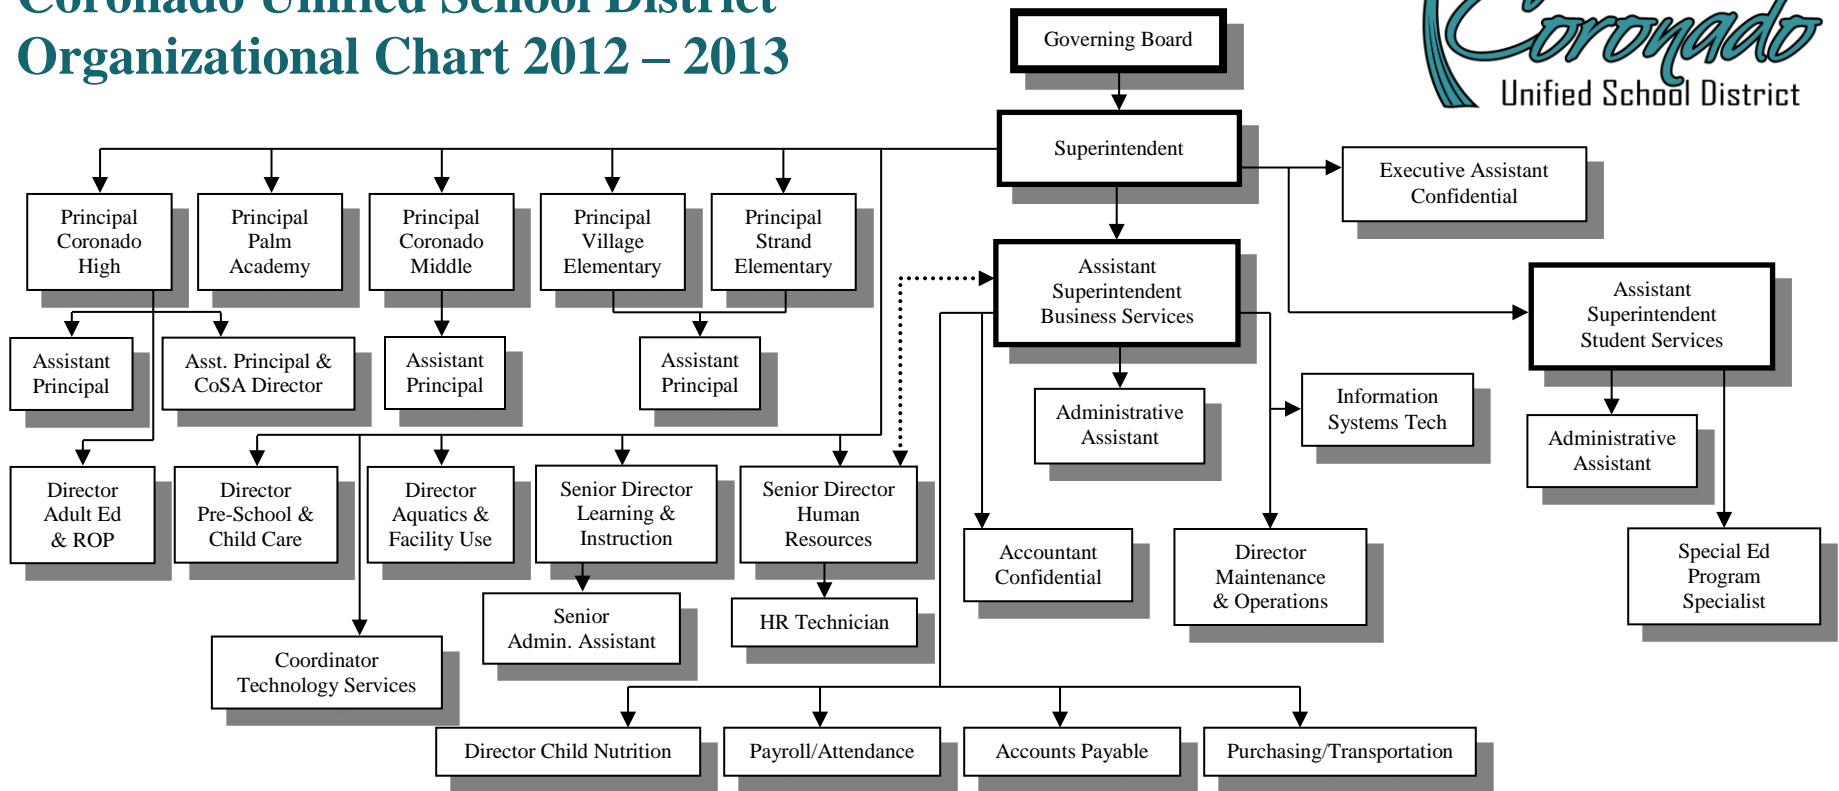 Coronado Unified School District
Organizational Chart 2012 – 2013
Coronado
Unified School District
Governing Board
Superintendent
Executive Assistant
Confidential
Principal
Coronado
High
Principal
Palm
Academy
Principal
Coronado
Middle
Principal
Village
Elementary
Principal
Strand
Elementary
Assistant
Superintendent
Business Services
Assistant
Superintendent
Student Services
Assistant
Principal
Asst. Principal &
CoSA Director
Assistant
Principal
Assistant
Principal
Administrative
Assistant
Information
Systems Tech
Administrative
Assistant
Director
Adult Ed
& ROP
Director
Pre-School &
Child Care
Director
Aquatics &
Facility Use
Senior Director
Learning &
Instruction
Senior Director
Human
Resources
Accountant
Confidential
Director
Maintenance
& Operations
Special Ed
Program
Specialist
Senior
Admin. Assistant
HR Technician
Coordinator
Technology Services
Director Child Nutrition
Payroll/Attendance
Accounts Payable
Purchasing/Transportation